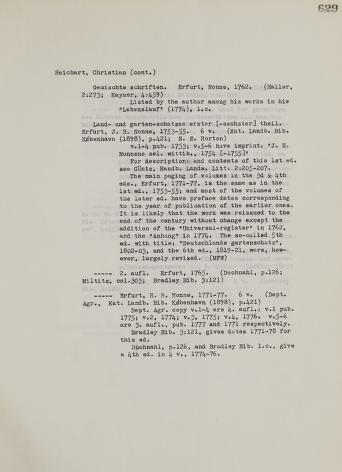 629
Reichart, Christian (cont.)
Gemischte schriften. Erfurt, Nonne, 1762. (Haller,
2:273; Kayser, 4:459)
Listed by the author among his works in his
"Lebenslauf" (1774), l.c.
Land- und garten-schatzes erster [-sechster] theil.
Erfurt, J. H. Nonne, 1753-55. 6 v. (Kat. Landb. Bib.
København (1898), p.421; H. E. Horton)
v.1-4 pub. 1753; v.5-6 have imprint: "J. H.
Nonnens sel. wittib., 1754 [-1755]"
For description and contents of this 1st ed.
see Güntz, Handb. Landw. Litt. 2:205-207.
The main paging of volumes in the 3d & 4th
eds., Erfurt, 1771-77, is the same as in the
1st ed., 1753-55; and most of the volumes of
the later ed. have preface dates corresponding
to the year of publication of the earlier ones.
It is likely that the work was reissued to the
end of the century without change except the
addition of the "Universal-register" in 1762,
and the "Anhang" in 1774. The so-called 5th
ed. with title: "Deutschlands gartenschatz",
1802-03, and the 6th ed., 1819-21, were, how-
ever, largely revised. (MFW)
----- 2. aufl. Erfurt, 1765. (Dochnahl, p.126;
Miltitz, col.303; Bradley Bib. 3:121)
----- Erfurt, H. R. Nonne, 1771-77. 6 v. (Dept.
Agr., Kat. Landb. Bib. København (1898), p.421)
Dept. Agr. copy v.1-4 are 4. aufl.: v.1 pub.
1775; v.2, 1774; v.3, 1775; v.4, 1776. v.5-6
are 3. aufl., pub. 1777 and 1771 respectively.
Bradley Bib. 3:121, gives dates 1771-78 for
this ed.
Dochnahl, p.126, and Bradley Bib. l.c., give
a 4th ed. in 4 v., 1774-76.